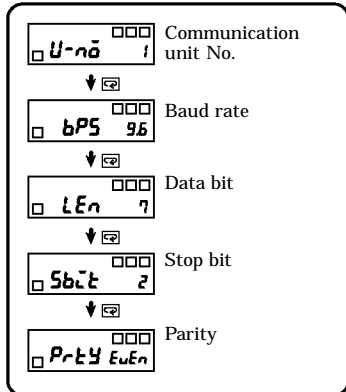 U-no 1 Communication
unit No.
bPS 9.6 Baud rate
LEn 7 Data bit
Sbit 2 Stop bit
PrtY EvEn Parity